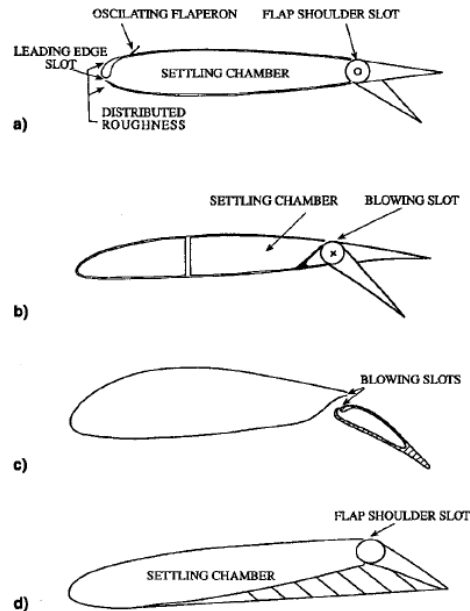 OSCILATING FLAPERON
FLAP SHOULDER SLOT
LEADING EDGE
SLOT
SETTLING CHAMBER
DISTRIBUTED
ROUGHNESS
a)
SETTLING CHAMBER
BLOWING SLOT
b)
BLOWING SLOTS
c)
FLAP SHOULDER SLOT
SETTLING CHAMBER
d)